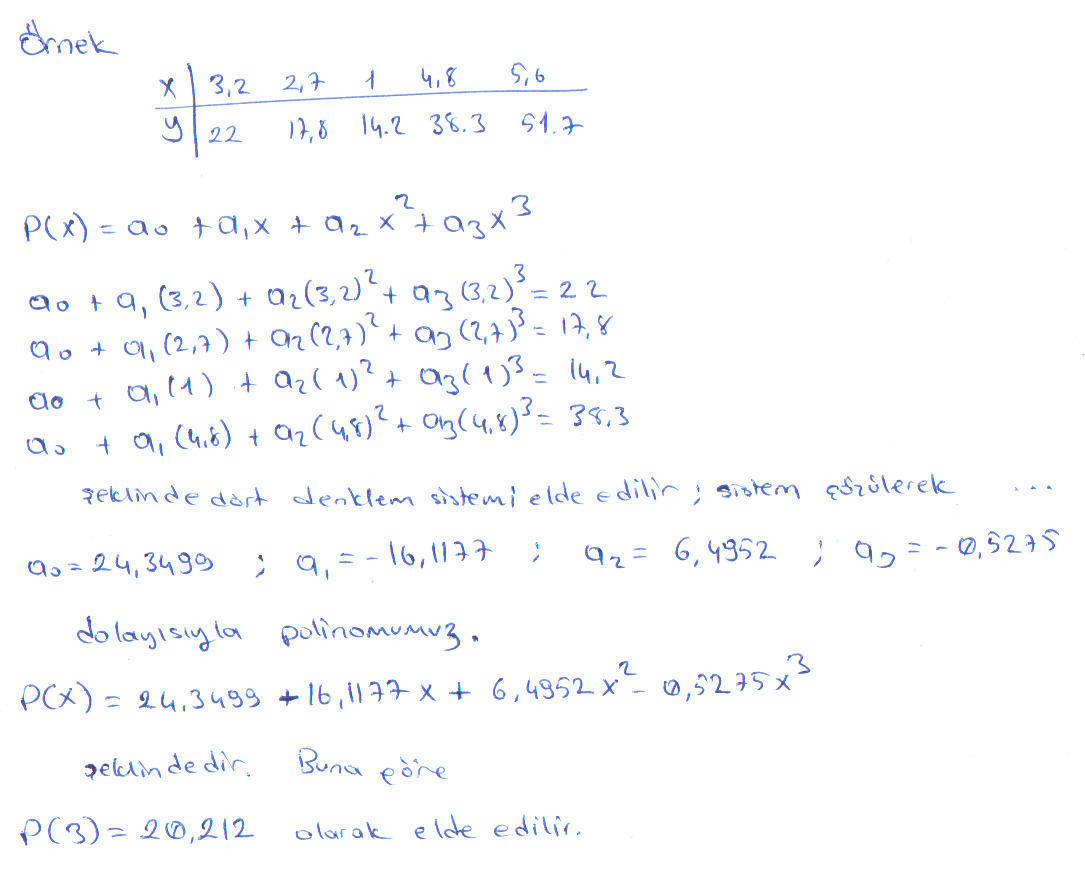 Örnek
x | 3,2 2,7 1 4,8 5,6
y | 22 17,8 14.2 38.3 51.7
P(x) = a₀ + a₁x + a₂x² + a₃x³
a₀ + a₁(3,2) + a₂(3,2)² + a₃(3,2)³ = 22
a₀ + a₁(2,7) + a₂(2,7)² + a₃(2,7)³ = 17,8
a₀ + a₁(1) + a₂(1)² + a₃(1)³ = 14,2
a₀ + a₁(4,8) + a₂(4,8)² + a₃(4,8)³ = 38,3
şeklinde dört denklem sistemi elde edilir; sistem çözülerek ...
a₀ = 24,3499 ; a₁ = -16,1177 ; a₂ = 6,4952 ; a₃ = -0,5275
dolayısıyla polinomumuz.
P(x) = 24,3499 + 16,1177x + 6,4952x² - 0,5275x³
şeklindedir. Buna göre
P(3) = 20,212 olarak elde edilir.